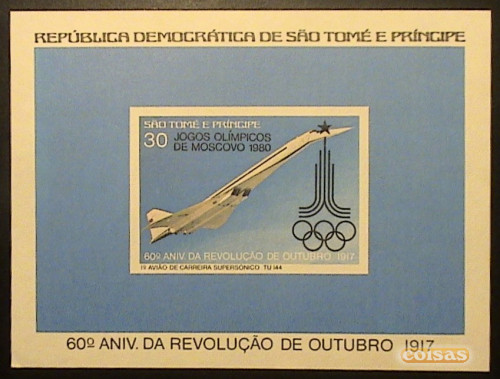 REPÚBLICA DEMOCRÁTICA DE SÃO TOMÉ E PRÍNCIPE
SÃO TOMÉ E PRÍNCIPE
30 JOGOS OLÍMPICOS
DE MOSCOVO 1980
60º ANIV. DA REVOLUÇÃO DE OUTUBRO 1917
1º AVIÃO DE CARREIRA SUPERSÓNICO TU 144
60º ANIV. DA REVOLUÇÃO DE OUTUBRO 1917
coisas